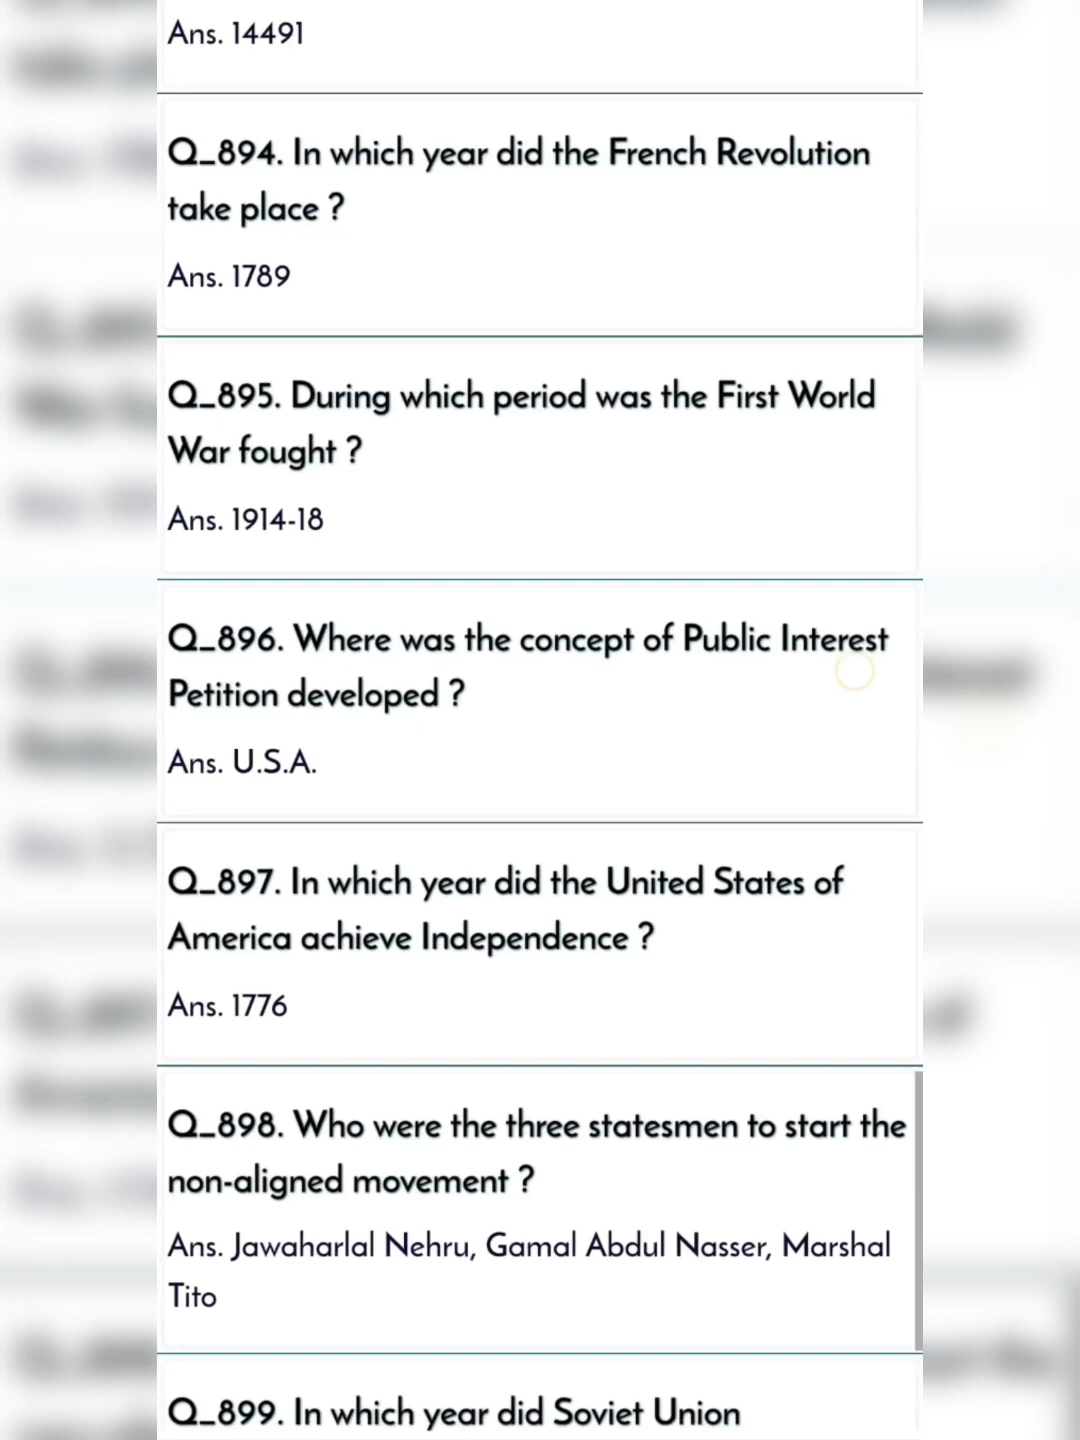 Ans. 14491
Q_894. In which year did the French Revolution
take place ?
Ans. 1789
Q_895. During which period was the First World
War fought ?
Ans. 1914-18
Q_896. Where was the concept of Public Interest
Petition developed ?
Ans. U.S.A.
Q_897. In which year did the United States of
America achieve Independence ?
Ans. 1776
Q_898. Who were the three statesmen to start the
non-aligned movement ?
Ans. Jawaharlal Nehru, Gamal Abdul Nasser, Marshal
Tito
Q_899. In which year did Soviet Union